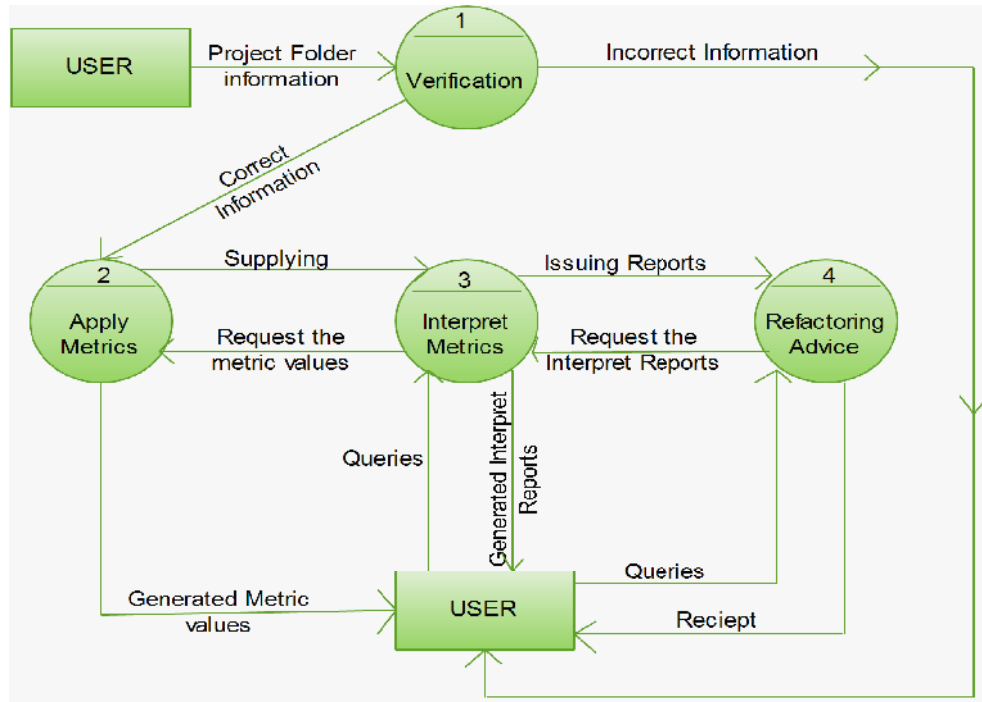 USER
Project Folder
information
1
Verification
Incorrect Information
Correct
Information
2
Apply
Metrics
Supplying
Request the
metric values
3
Interpret
Metrics
Issuing Reports
Request the
Interpret Reports
4
Refactoring
Advice
Queries
Generated Interpret
Reports
Generated Metric
values
USER
Queries
Reciept